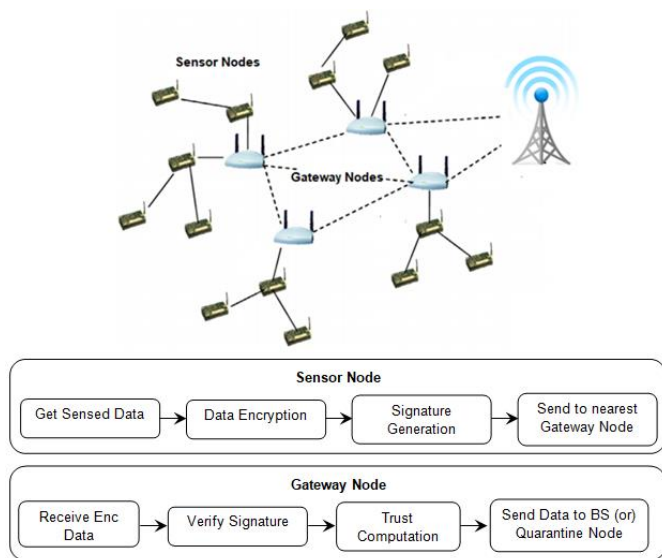 Sensor Nodes
Gateway Nodes
Sensor Node
Get Sensed Data
Data Encryption
Signature
Generation
Send to nearest
Gateway Node
Gateway Node
Receive Enc
Data
Verify Signature
Trust
Computation
Send Data to BS (or)
Quarantine Node